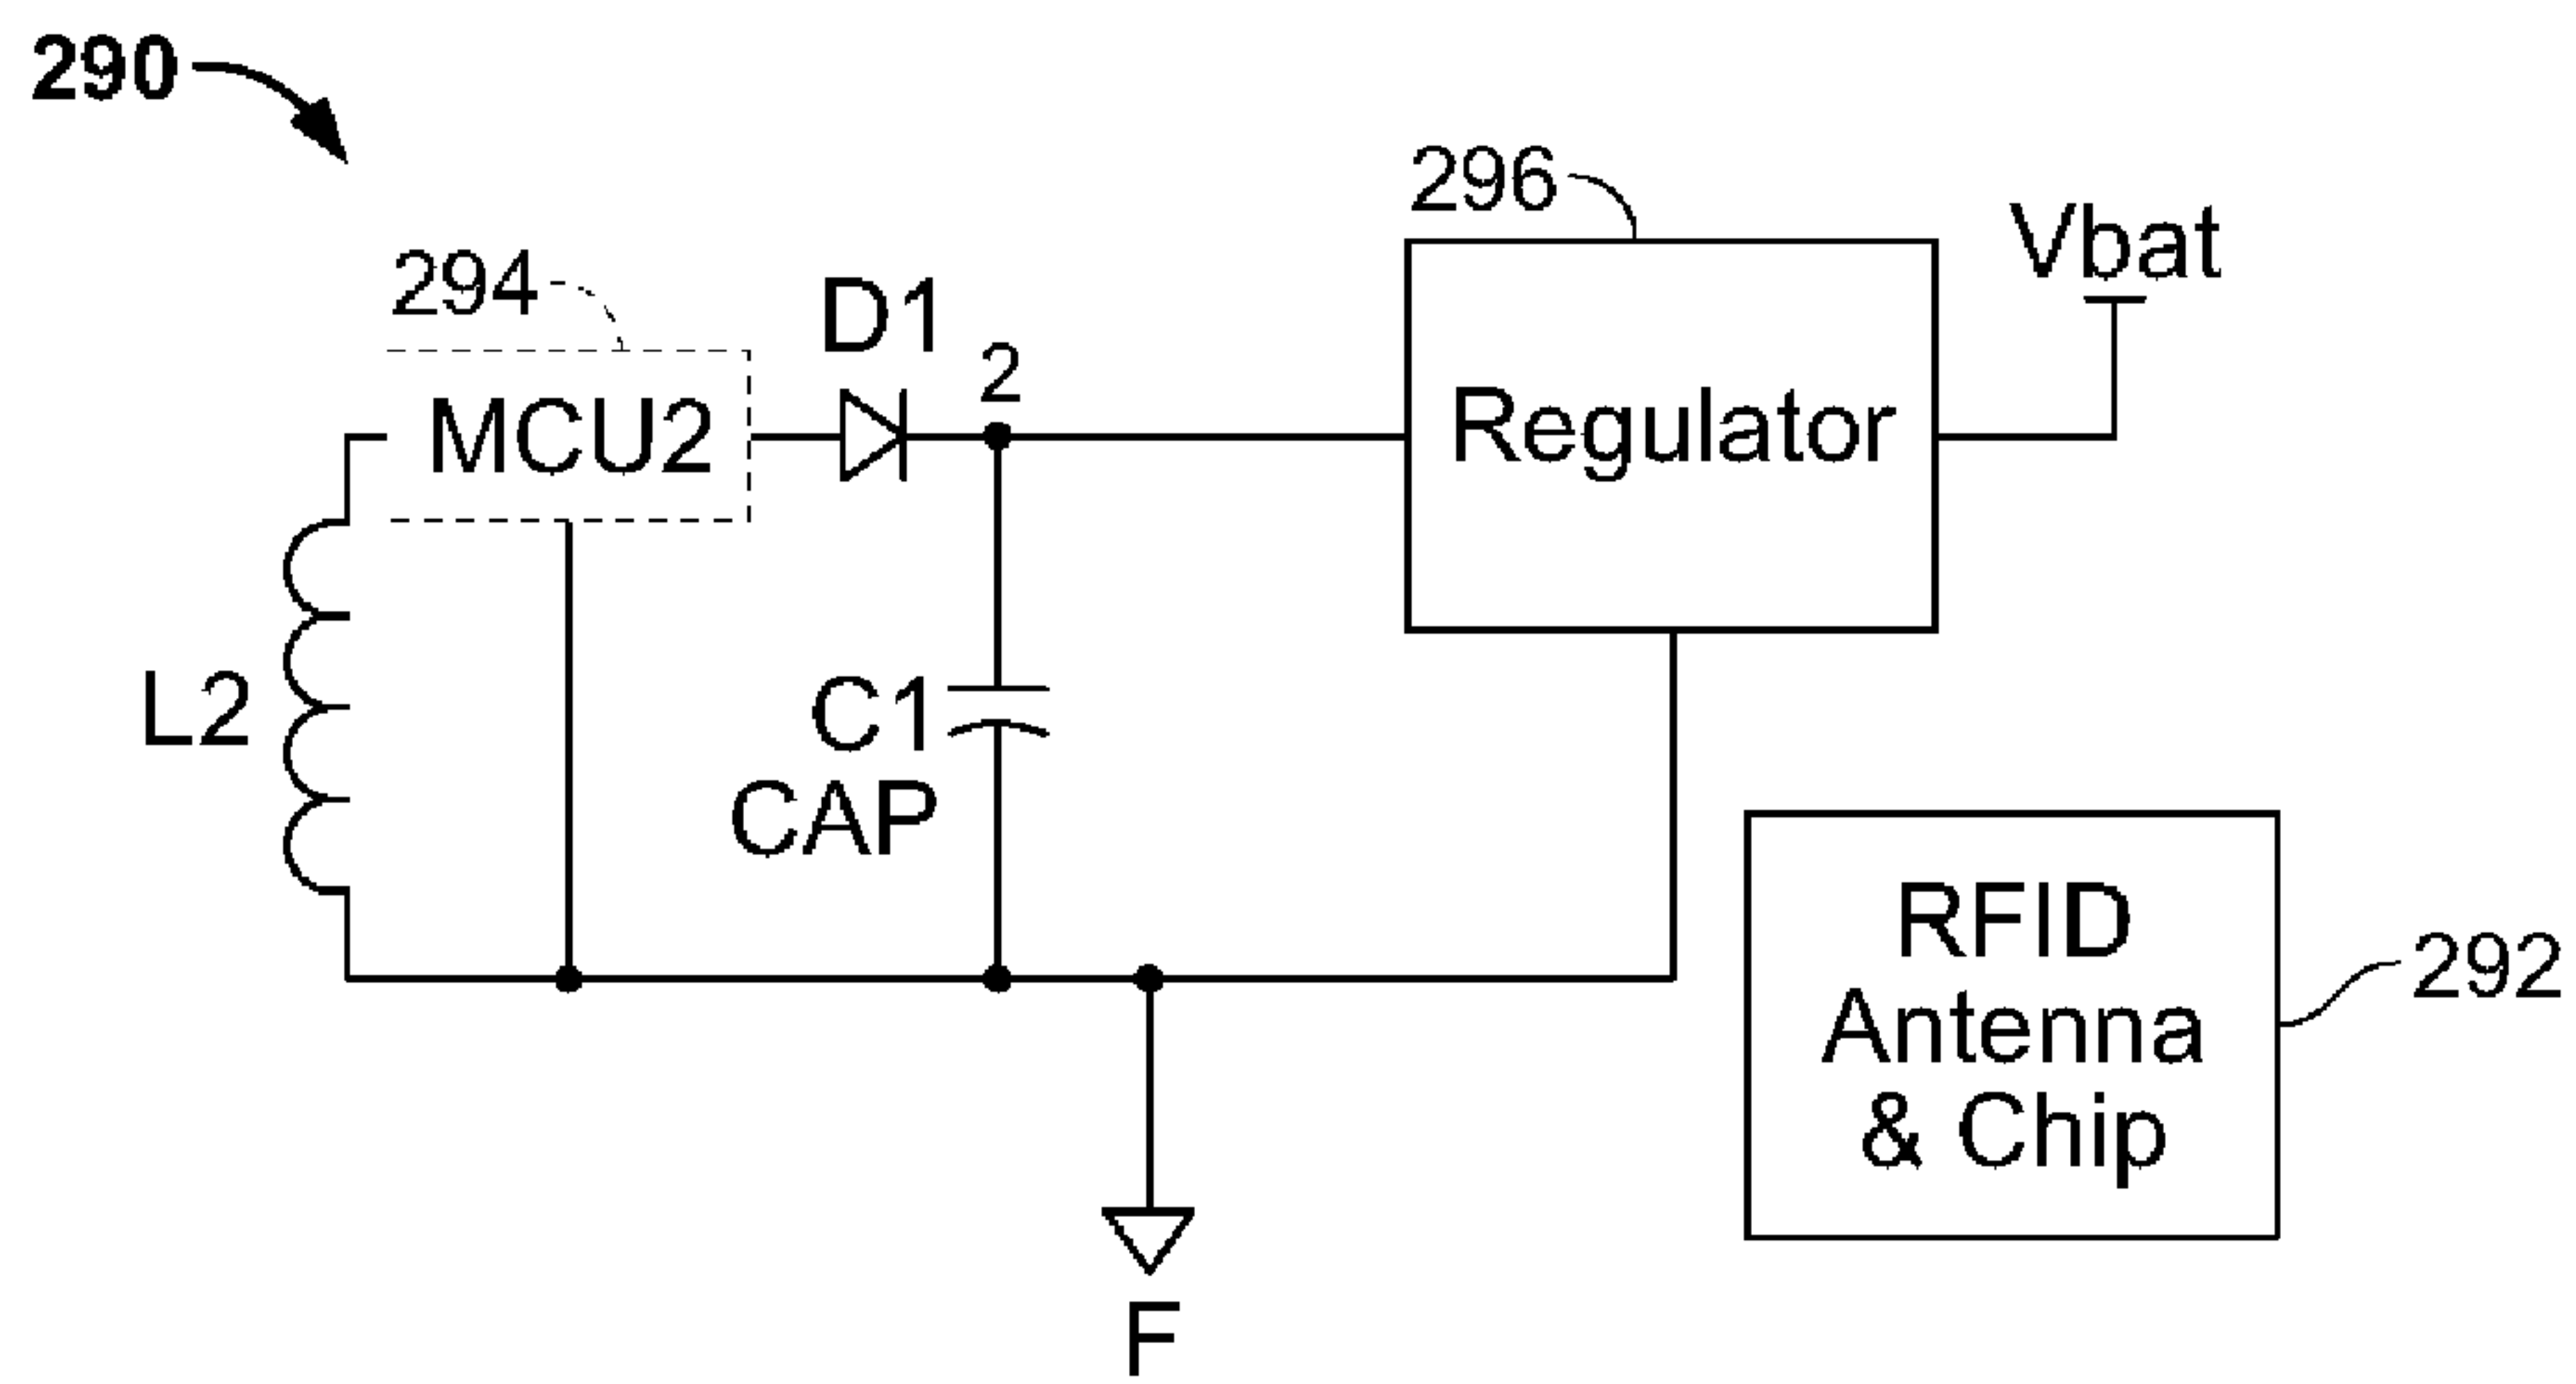 290
296
Vbat
294
D1
2
MCU2
Regulator
L2
C1
CAP
RFID
Antenna
& Chip
292
F